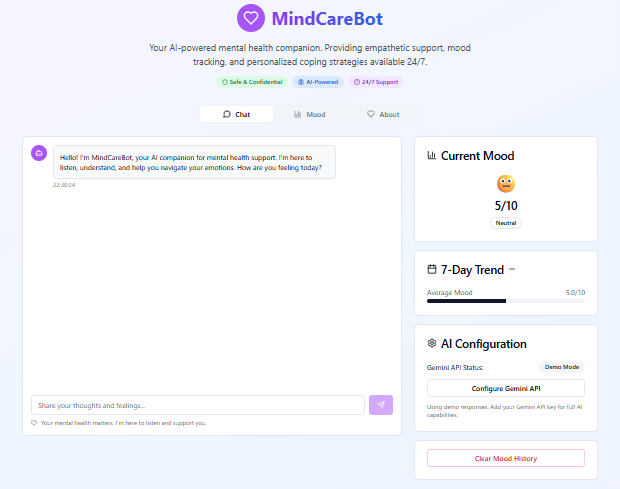 MindCareBot
Your AI-powered mental health companion. Providing empathetic support, mood
tracking, and personalized coping strategies available 24/7.
Safe & Confidential AI-Powered 24/7 Support
Chat Mood About
Hello! I'm MindCareBot, your AI companion for mental health support. I'm here to
listen, understand, and help you navigate your emotions. How are you feeling today?
22:30:24
Share your thoughts and feelings...
Your mental health matters. I'm here to listen and support you.
Current Mood
5/10
Neutral
7-Day Trend
Average Mood 5.0/10
AI Configuration
Gemini API Status: Demo Mode
Configure Gemini API
Using demo responses. Add your Gemini API key for full AI
capabilities.
Clear Mood History